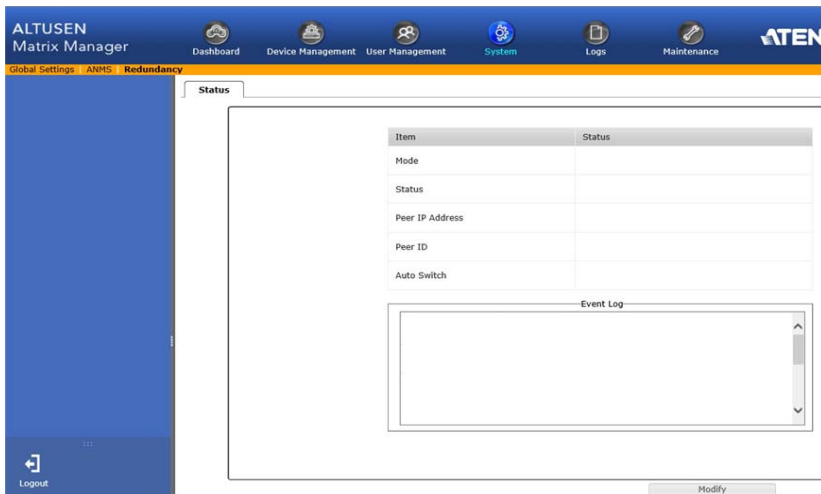 ALTUSEN
Matrix Manager
Dashboard
Device Management
User Management
System
Logs
Maintenance
ATEN
Global Settings
ANMS
Redundancy
Status
Item
Status
Mode
Status
Peer IP Address
Peer ID
Auto Switch
Event Log
Logout
Modify